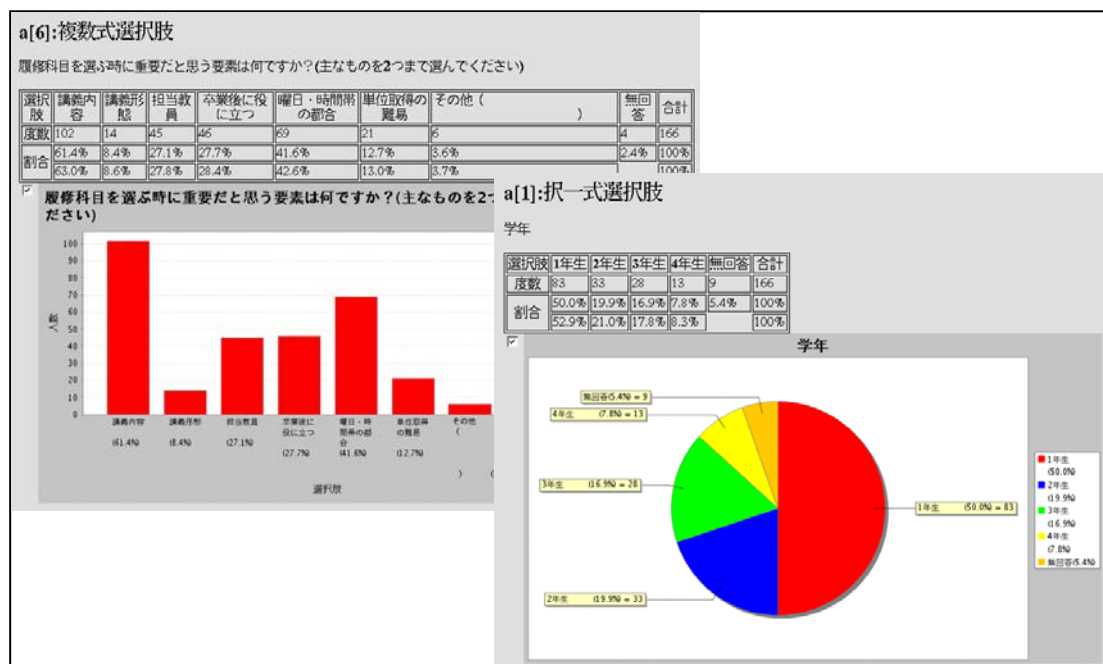 a[6]:複数式選択肢
履修科目を選ぶ時に重要だと思う要素は何ですか？(主なものを2つまで選んでください)
選択肢 講義内容 講義形態 担当教員 卒業後に役に立つ 曜日・時間帯の都合 単位取得の難易 その他 ( ) 無回答 合計
度数 102 14 45 46 69 21 6 4 166
割合 61.4% 8.4% 27.1% 27.7% 41.6% 12.7% 3.6% 2.4% 100%
63.0% 8.6% 27.8% 28.4% 42.6% 13.0% 3.7% 100%
履修科目を選ぶ時に重要だと思う要素は何ですか？(主なものを2つ
ださい)
人数
100
90
80
70
60
50
40
30
20
10
0
講義内容 (61.4%)
講義形態 (8.4%)
担当教員 (27.1%)
卒業後に役に立つ (27.7%)
曜日・時間帯の都合 (41.6%)
単位取得の難易 (12.7%)
その他 ( )
選択肢
a[1]:択一式選択肢
学年
選択肢 1年生 2年生 3年生 4年生 無回答 合計
度数 83 33 28 13 9 166
割合 50.0% 19.9% 16.9% 7.8% 5.4% 100%
52.9% 21.0% 17.8% 8.3% 100%
学年
無回答(5.4%) = 9
4年生 (7.8%) = 13
3年生 (16.9%) = 28
1年生 (50.0%) = 83
2年生 (19.9%) = 33
1年生
(50.0%)
2年生
(19.9%)
3年生
(16.9%)
4年生
(7.8%)
無回答(5.4%)